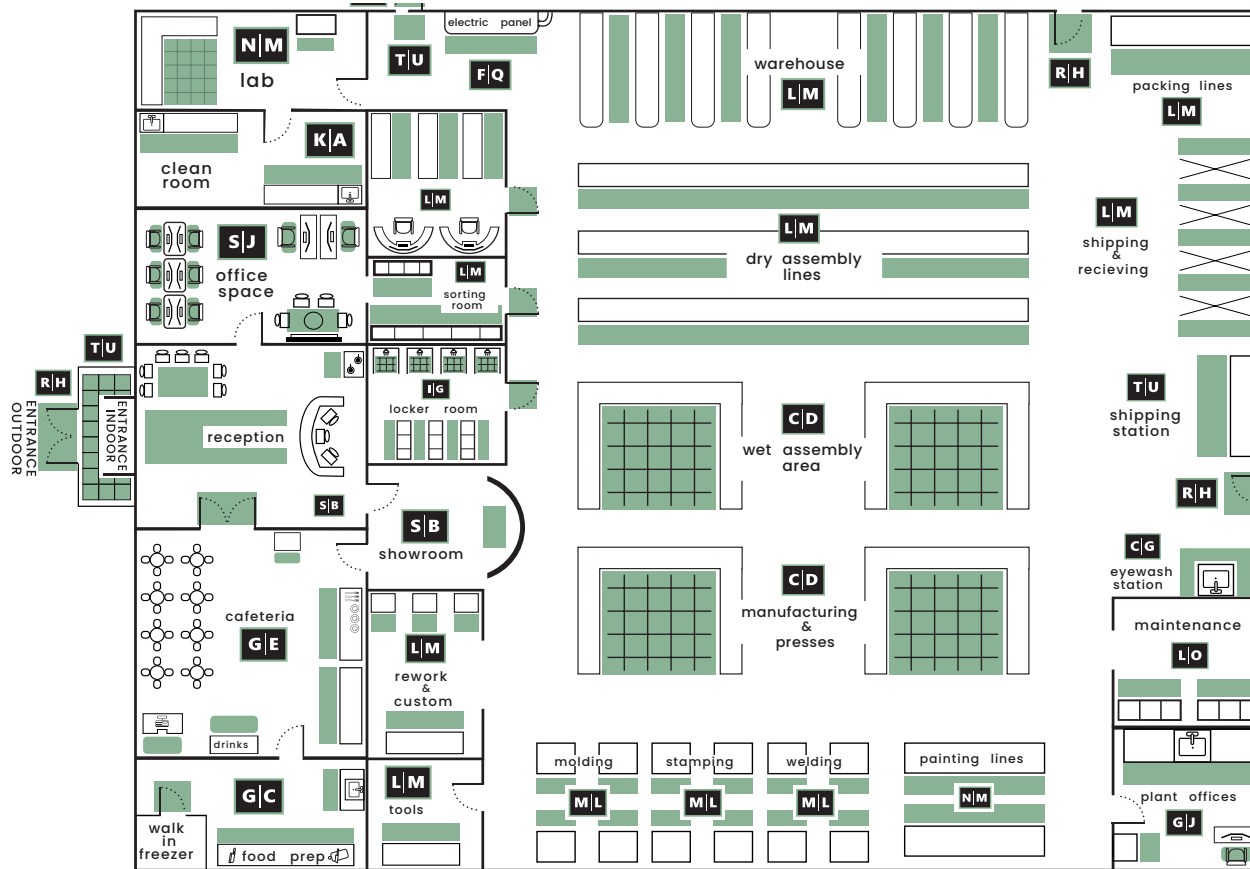 electric panel
N|M
lab
T|U
F|Q
warehouse
L|M
R|H
packing lines
L|M
K|A
clean
room
L|M
S|J
office
space
L|M
sorting
room
L|M
dry assembly
lines
L|M
shipping
&
recieving
T|U
R|H
ENTRANCE
OUTDOOR
ENTRANCE
INDOOR
reception
I|G
locker room
S|B
C|D
wet assembly
area
T|U
shipping
station
R|H
S|B
showroom
C|G
eyewash
station
cafeteria
G|E
drinks
L|M
rework
&
custom
C|D
manufacturing
&
presses
maintenance
L|O
molding
M|L
stamping
M|L
welding
M|L
painting lines
N|M
plant offices
G|J
G|C
walk
in
freezer
food prep
L|M
tools